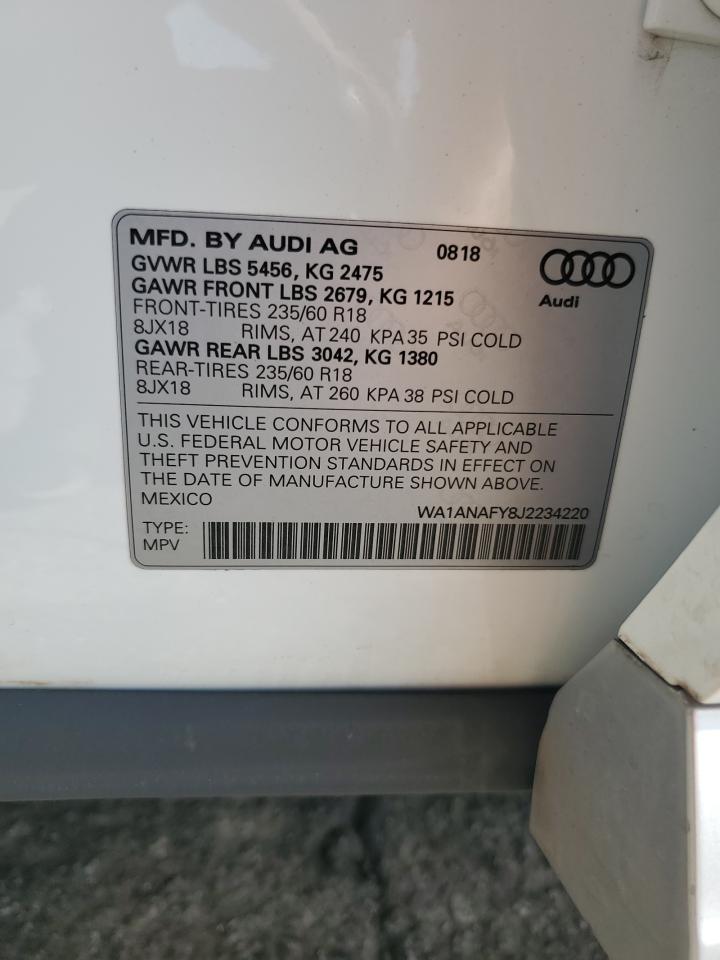 MFD. BY AUDI AG 0818
GVWR LBS 5456, KG 2475
GAWR FRONT LBS 2679, KG 1215
Audi
FRONT-TIRES 235/60 R18
8JX18 RIMS, AT 240 KPA 35 PSI COLD
GAWR REAR LBS 3042, KG 1380
REAR-TIRES 235/60 R18
8JX18 RIMS, AT 260 KPA 38 PSI COLD
THIS VEHICLE CONFORMS TO ALL APPLICABLE
U.S. FEDERAL MOTOR VEHICLE SAFETY AND
THEFT PREVENTION STANDARDS IN EFFECT ON
THE DATE OF MANUFACTURE SHOWN ABOVE.
MEXICO
WA1ANAFY8J2234220
TYPE:
MPV